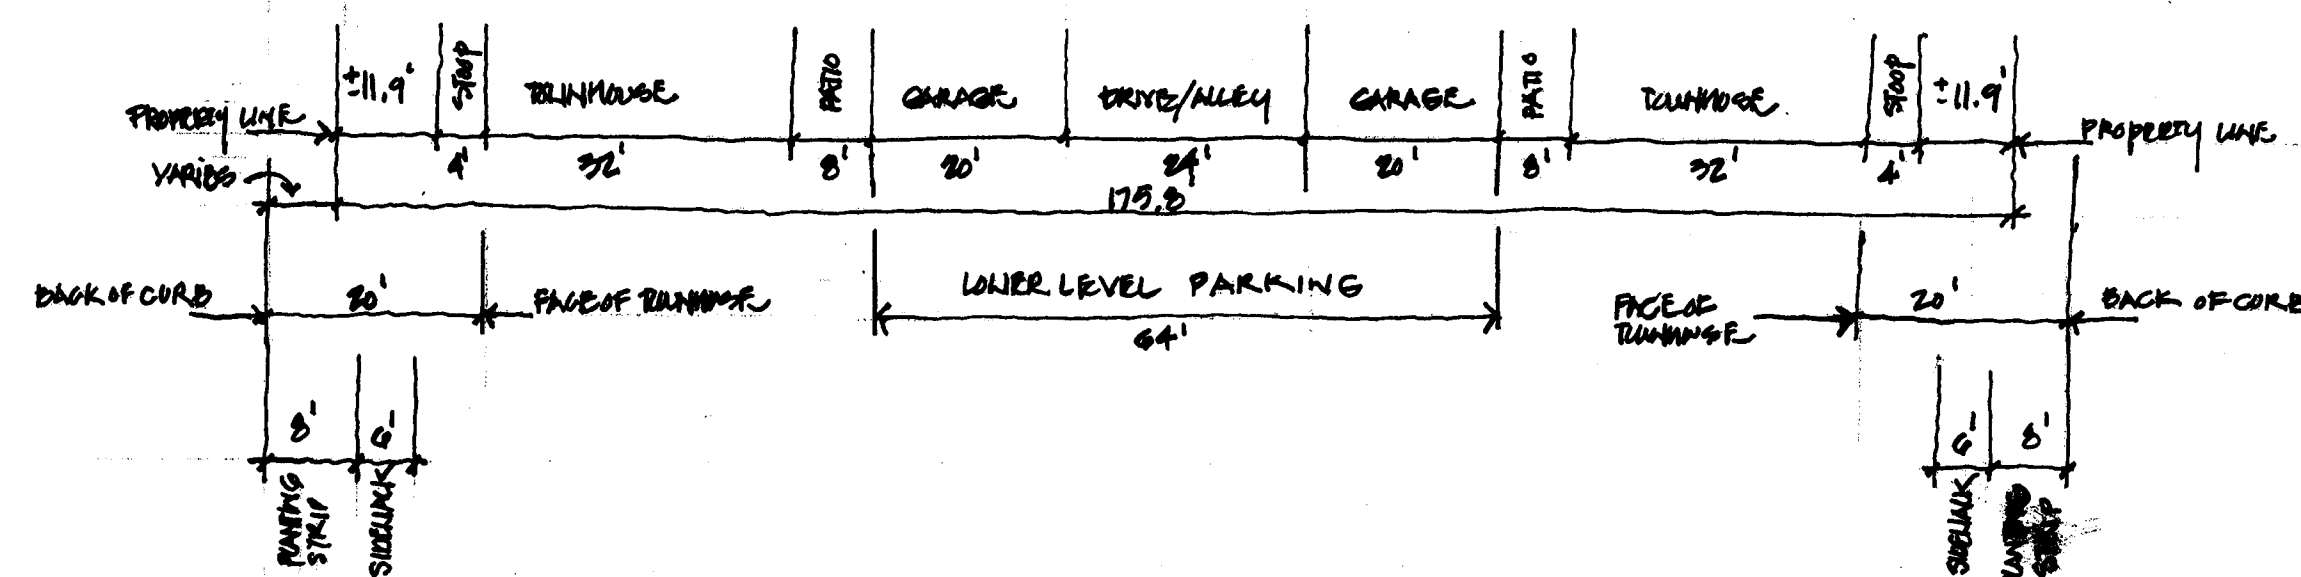 ±11.9' STOOP TOWNHOUSE PATIO GARAGE DRIVE/ALLEY GARAGE PATIO TOWNHOUSE STOOP ±11.9'
PROPERTY LINE PROPERTY LINE
4' 32' 8' 20' 24' 20' 8' 32' 4'
VARIES
175.8'
BACK OF CURB 20' FACE OF TOWNHOUSE LOWER LEVEL PARKING FACE OF TOWNHOUSE 20' BACK OF CURB
64'
8' 6' 6' 8'
PLANTING STRIP SIDEWALK SIDEWALK PLANTING STRIP